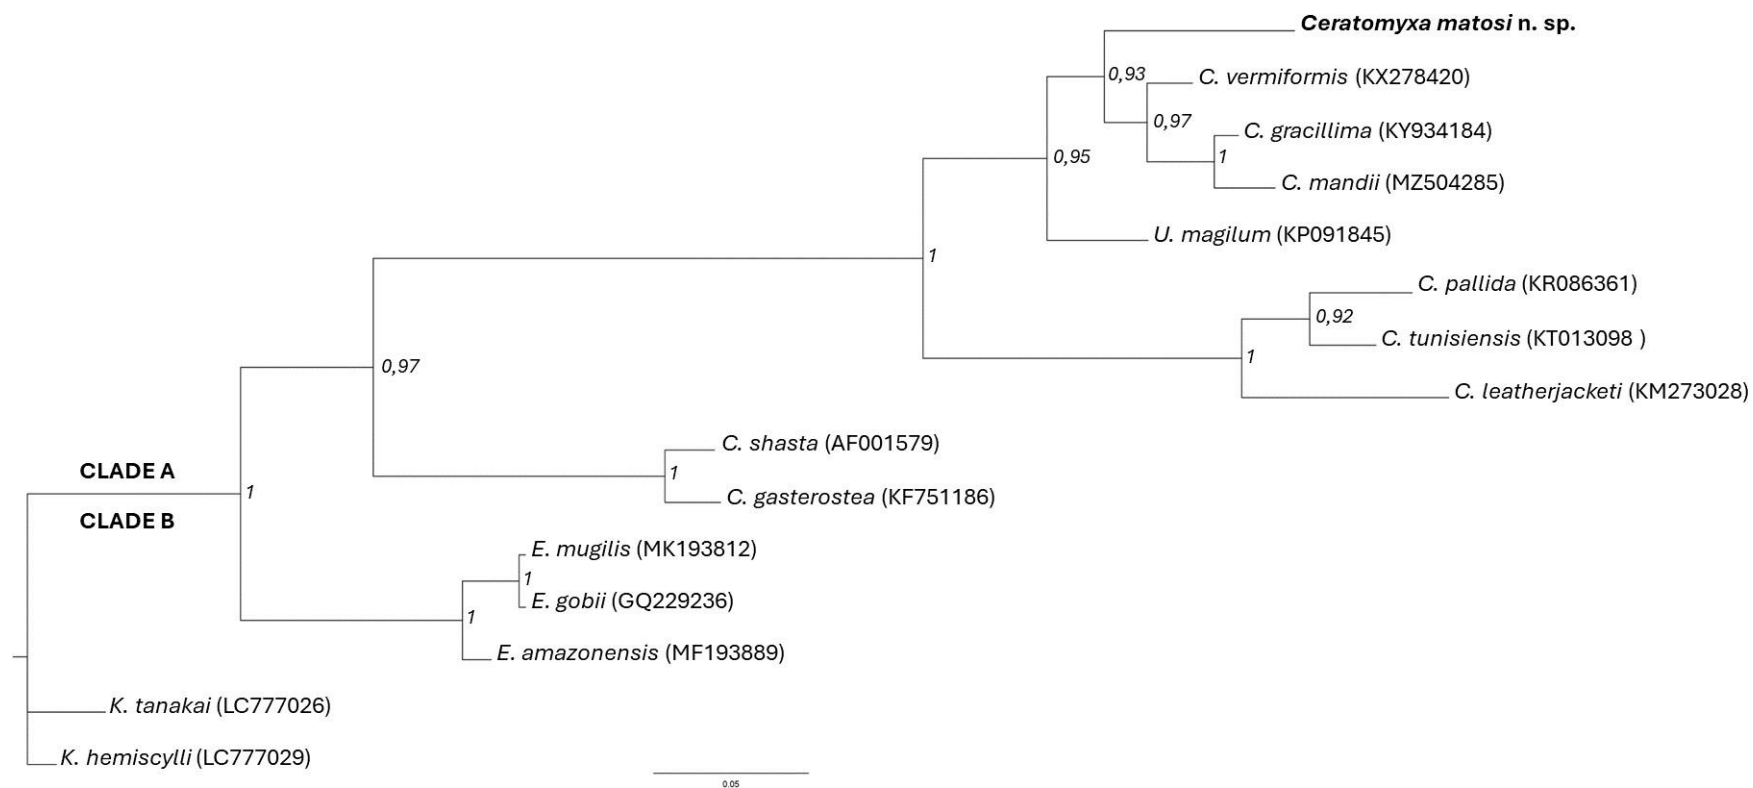 Ceratomyxa matosi n. sp.
0,93
C. vermiformis (KX278420)
0,97
C. gracillima (KY934184)
1
0,95
C. mandii (MZ504285)
U. magilum (KP091845)
1
C. pallida (KR086361)
0,92
C. tunisiensis (KT013098 )
1
0,97
C. leatherjacketi (KM273028)
C. shasta (AF001579)
CLADE A
1
1
C. gasterostea (KF751186)
CLADE B
E. mugilis (MK193812)
1
E. gobii (GQ229236)
1
E. amazonensis (MF193889)
K. tanakai (LC777026)
K. hemiscylli (LC777029)
0.05